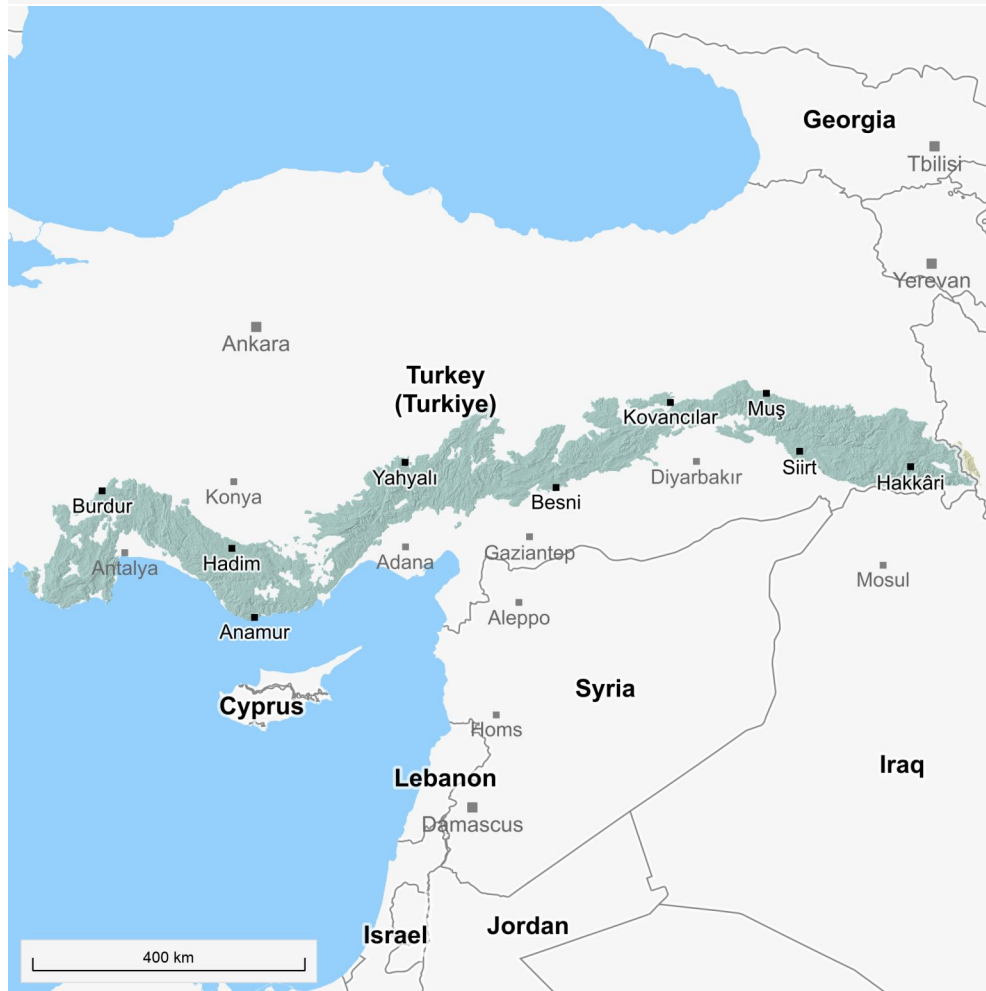 Georgia
Tbilisi
Yerevan
Ankara
Turkey
(Turkiye)
Kovancılar
Muş
Yahyalı
Siirt
Hakkâri
Diyarbakır
Burdur
Konya
Besni
Antalya
Hadim
Adana
Gaziantep
Mosul
Aleppo
Anamur
Cyprus
Syria
Homs
Lebanon
Iraq
Damascus
Israel
Jordan
400 km